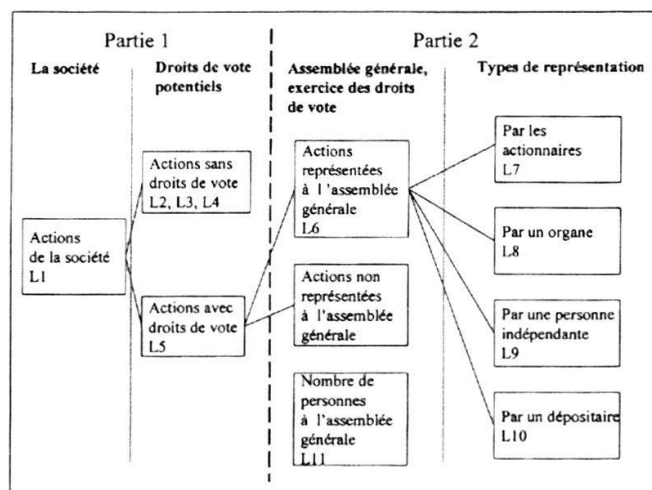 Partie 1
Partie 2
La société
Droits de vote
potentiels
Assemblée générale,
exercice des droits
de vote
Types de représentation
Actions
de la société
L1
Actions sans
droits de vote
L2, L3, L4
Actions avec
droits de vote
L5
Actions
représentées
à l'assemblée
générale
L6
Actions non
représentées
à l'assemblée
générale
Nombre de
personnes
à l'assemblée
générale
L11
Par les
actionnaires
L7
Par un organe
L8
Par une personne
indépendante
L9
Par un dépositaire
L10